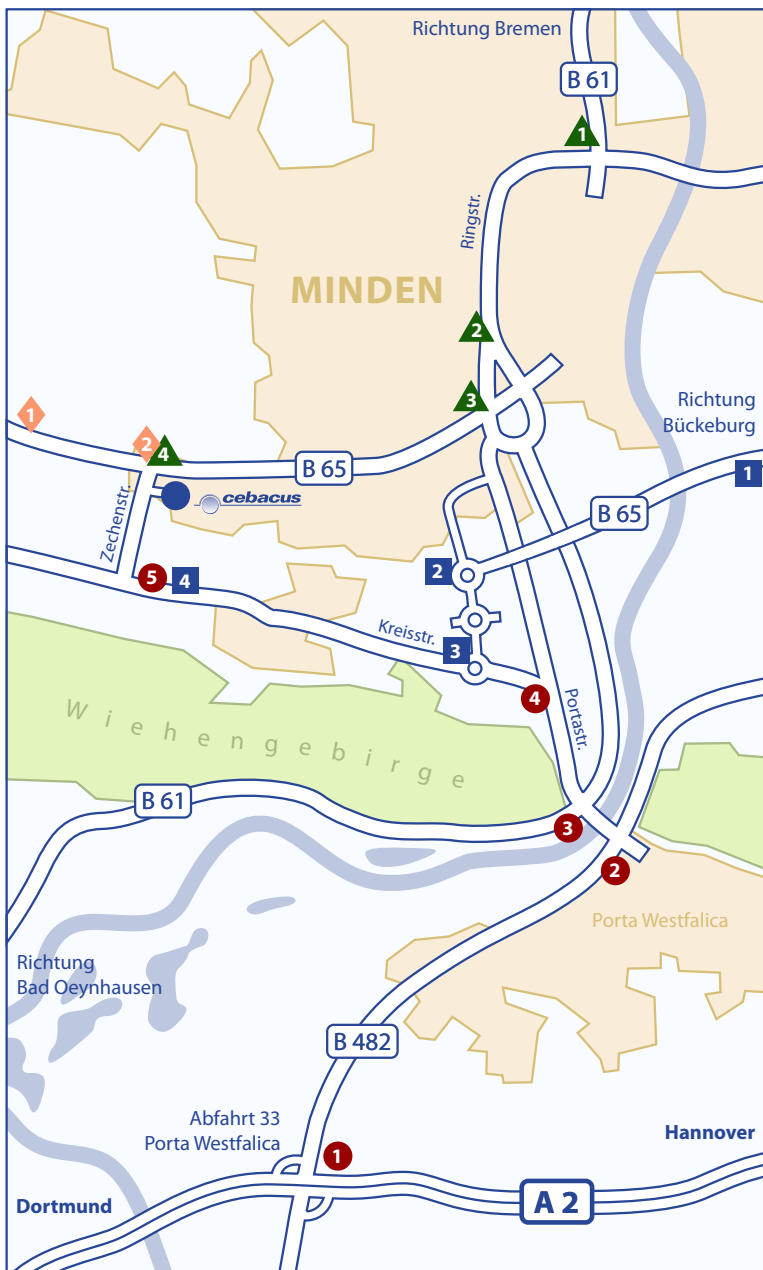 Richtung Bremen
B 61
1
Ringstr.
MINDEN
2
3
Richtung
Bückeburg
1
1
2
4
B 65
B 65
cebacus
Zechenstr.
5
4
2
Kreisstr.
3
4
Portastr.
Wiehengebirge
B 61
3
2
Porta Westfalica
Richtung
Bad Oeynhausen
B 482
Abfahrt 33
Porta Westfalica
1
Hannover
Dortmund
A 2